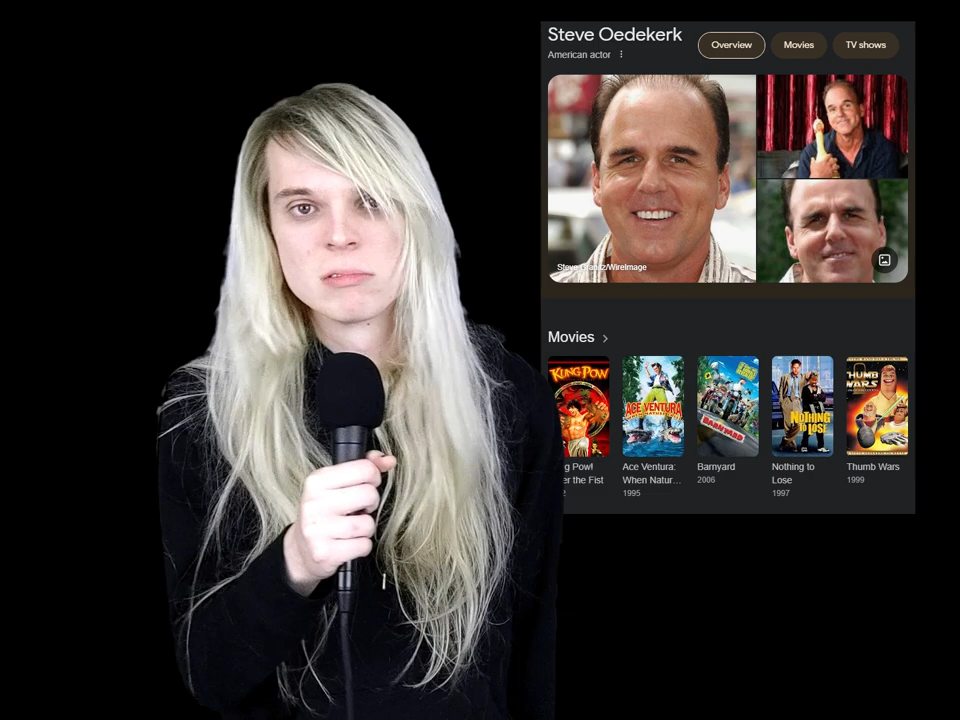 Steve Oedekerk
American actor
Overview
Movies
TV shows
Steve Granitz/WireImage
Movies
KUNG POW
ACE VENTURA
BARNYARD
NOTHING
TO LOSE
THUMB
WARS
g Pow!
er the Fist
2
Ace Ventura:
When Natur...
1995
Barnyard
2006
Nothing to
Lose
1997
Thumb Wars
1999